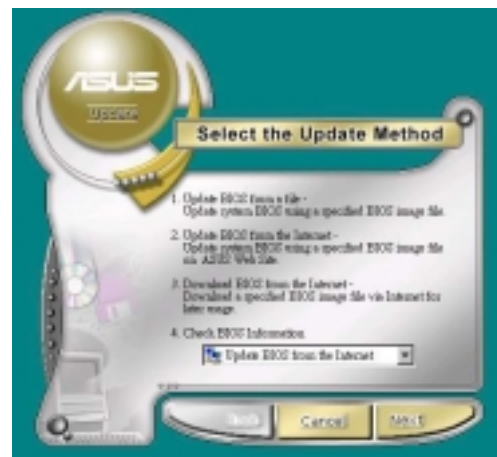 ASUS
Update
Select the Update Method
1. Update BIOS from a file -
Update system BIOS using a specified BIOS image file.
2. Update BIOS from the Internet -
Update system BIOS using a specified BIOS image file
on ASUS Web Site.
3. Download BIOS from the Internet -
Download a specified BIOS image file via Internet for
later usage.
4. Check BIOS Information
Update BIOS from the Internet
Back
Cancel
Next